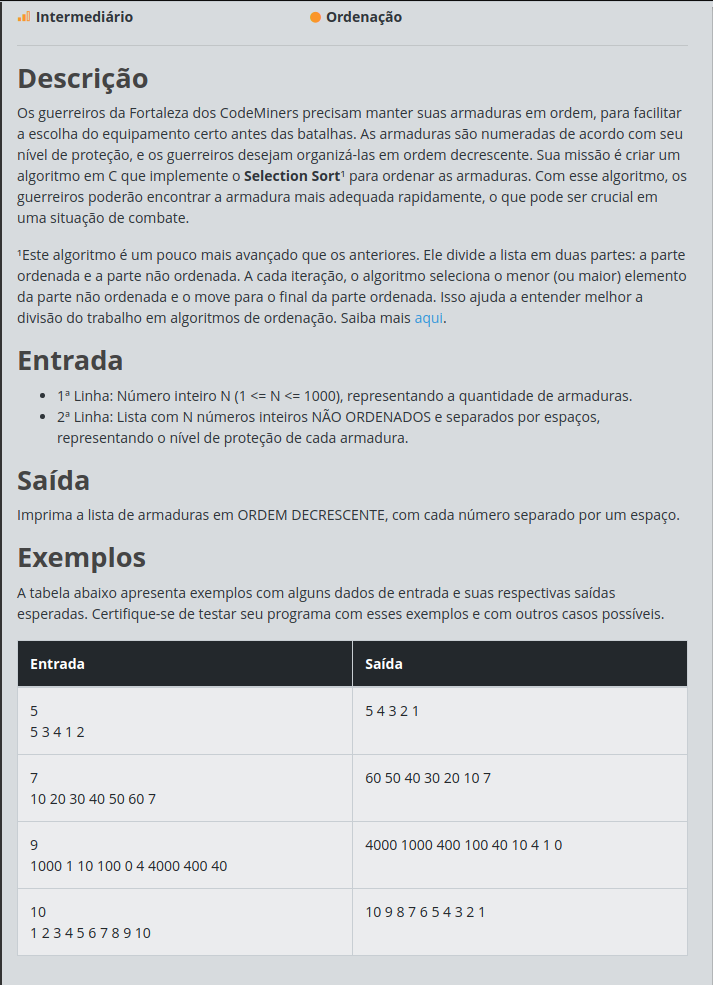 Intermediário
Ordenação
Descrição
Os guerreiros da Fortaleza dos CodeMiners precisam manter suas armaduras em ordem, para facilitar
a escolha do equipamento certo antes das batalhas. As armaduras são numeradas de acordo com seu
nível de proteção, e os guerreiros desejam organizá-las em ordem decrescente. Sua missão é criar um
algoritmo em C que implemente o Selection Sort¹ para ordenar as armaduras. Com esse algoritmo, os
guerreiros poderão encontrar a armadura mais adequada rapidamente, o que pode ser crucial em
uma situação de combate.
¹Este algoritmo é um pouco mais avançado que os anteriores. Ele divide a lista em duas partes: a parte
ordenada e a parte não ordenada. A cada iteração, o algoritmo seleciona o menor (ou maior) elemento
da parte não ordenada e o move para o final da parte ordenada. Isso ajuda a entender melhor a
divisão do trabalho em algoritmos de ordenação. Saiba mais aqui.
Entrada
• 1ª Linha: Número inteiro N (1 <= N <= 1000), representando a quantidade de armaduras.
• 2ª Linha: Lista com N números inteiros NÃO ORDENADOS e separados por espaços,
representando o nível de proteção de cada armadura.
Saída
Imprima a lista de armaduras em ORDEM DECRESCENTE, com cada número separado por um espaço.
Exemplos
A tabela abaixo apresenta exemplos com alguns dados de entrada e suas respectivas saídas
esperadas. Certifique-se de testar seu programa com esses exemplos e com outros casos possíveis.
Entrada
Saída
5
5 3 4 1 2
5 4 3 2 1
7
10 20 30 40 50 60 7
60 50 40 30 20 10 7
9
1000 1 10 100 0 4 4000 400 40
4000 1000 400 100 40 10 4 1 0
10
1 2 3 4 5 6 7 8 9 10
10 9 8 7 6 5 4 3 2 1